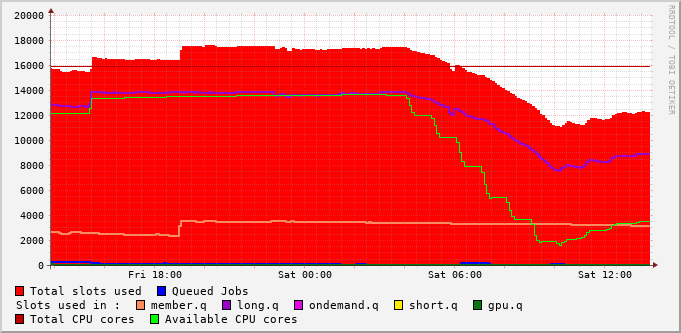 20000
18000
16000
14000
12000
10000
8000
6000
4000
2000
0
Fri 18:00 Sat 00:00 Sat 06:00 Sat 12:00
Total slots used Queued Jobs
Slots used in : member.q long.q ondemand.q short.q gpu.q
Total CPU cores Available CPU cores
RRDTOOL / TOBI OETIKER